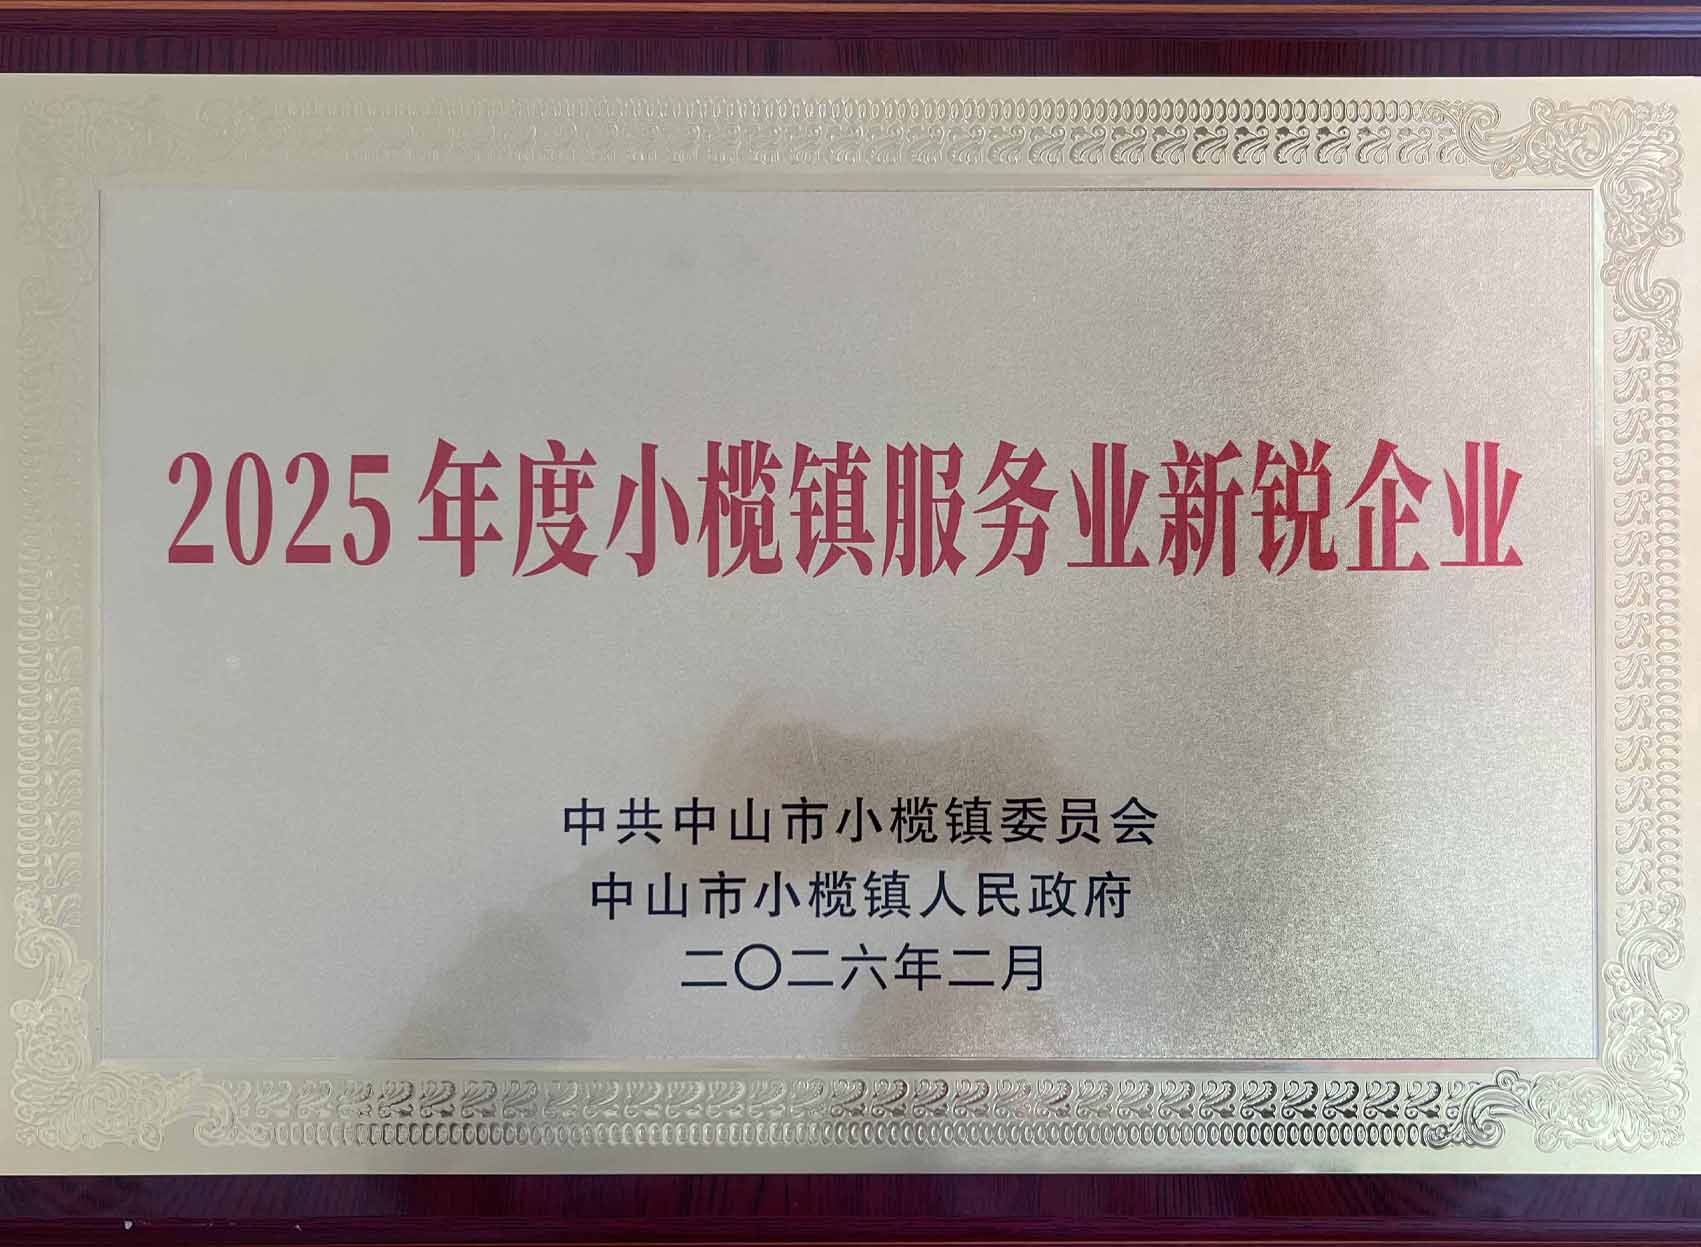 2025年度小榄镇服务业新锐企业
中共中山市小榄镇委员会
中山市小榄镇人民政府
二〇二六年二月